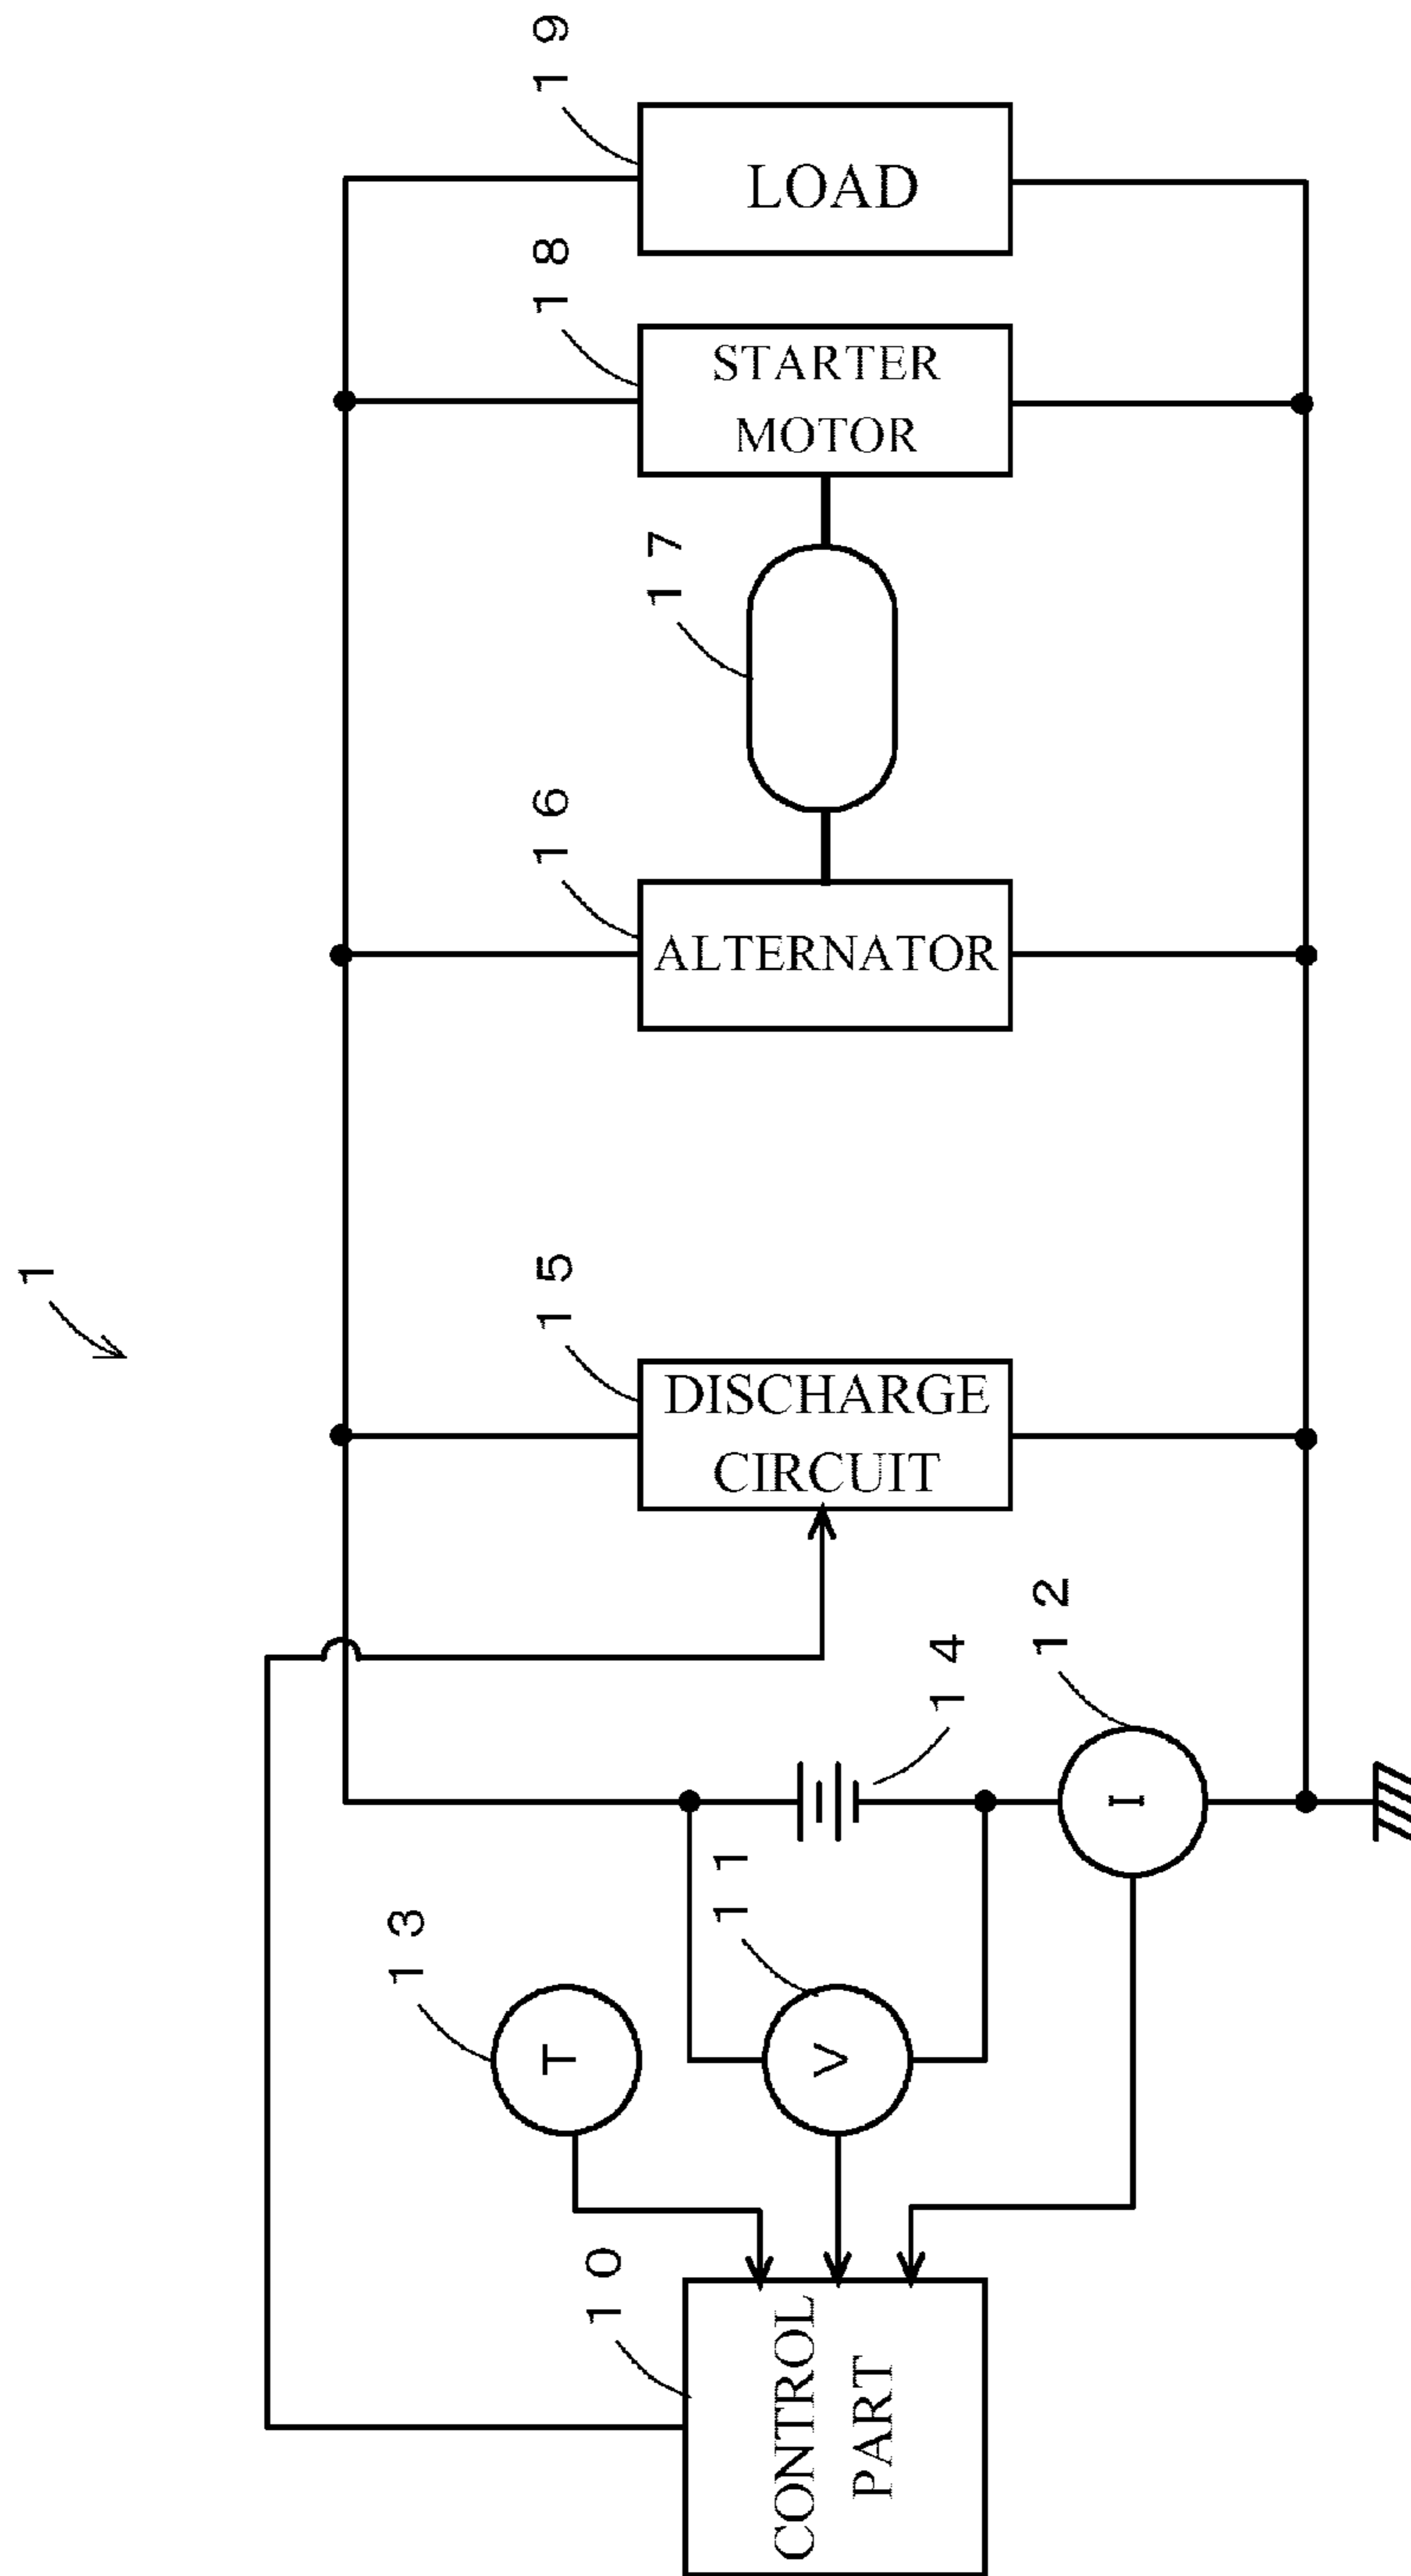 1
19
LOAD
18
STARTER
MOTOR
17
16
ALTERNATOR
15
DISCHARGE
CIRCUIT
12
14
I
11
13
T
V
10
CONTROL
PART